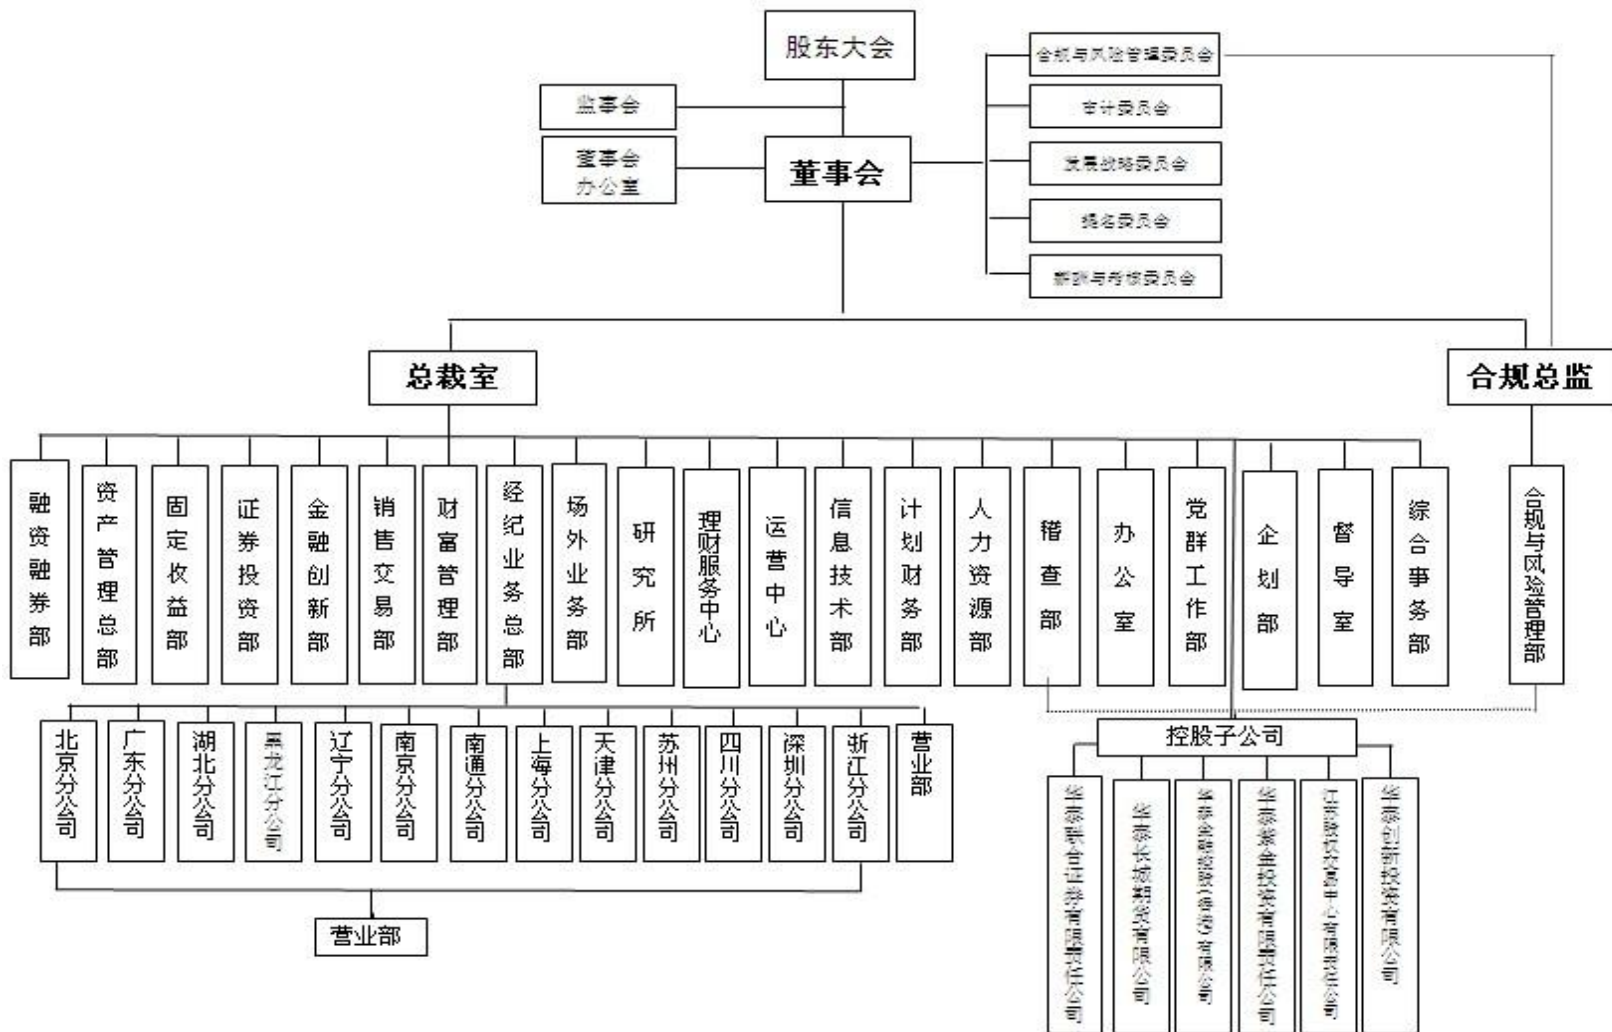 股东大会
监事会
董事会
办公室
董事会
合规与风险管理委员会
审计委员会
发展战略委员会
提名委员会
薪酬与考核委员会
总裁室
合规总监
融资融券部
资产管理总部
固定收益部
证券投资部
金融创新部
销售交易部
财富管理部
经纪业务总部
场外业务部
研究所
理财服务中心
运营中心
信息技术部
计划财务部
人力资源部
稽查部
办公室
党群工作部
企划部
督导室
综合事务部
合规与风险管理部
北京分公司
广东分公司
湖北分公司
黑龙江分公司
辽宁分公司
南京分公司
南通分公司
上海分公司
天津分公司
苏州分公司
四川分公司
深圳分公司
浙江分公司
营业部
营业部
控股子公司
华泰联合证券有限责任公司
华泰长城期货有限公司
华泰金融控股(香港)有限公司
华泰紫金投资有限责任公司
江苏股权交易中心有限责任公司
华泰创新投资有限公司